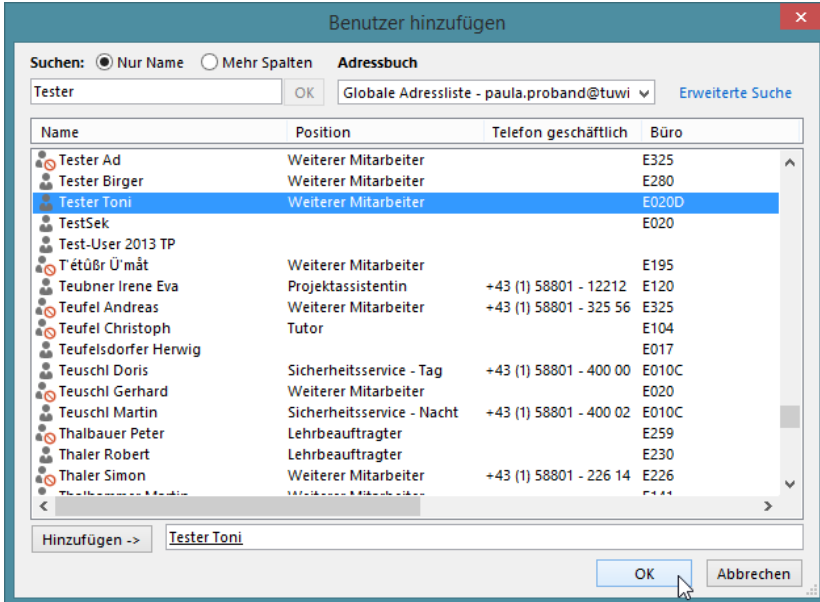 Benutzer hinzufügen
Suchen: Nur Name Mehr Spalten Adressbuch
Tester OK Globale Adressliste - paula.proband@tuwi Erweiterte Suche
Name Position Telefon geschäftlich Büro
Tester Ad Weiterer Mitarbeiter E325
Tester Birger Weiterer Mitarbeiter E280
Tester Toni Weiterer Mitarbeiter E020D
TestSek E020
Test-User 2013 TP
T'étûßr Ü'måt Weiterer Mitarbeiter E195
Teubner Irene Eva Projektassistentin +43 (1) 58801 - 12212 E120
Teufel Andreas Weiterer Mitarbeiter +43 (1) 58801 - 325 56 E325
Teufel Christoph Tutor E104
Teufelsdorfer Herwig E017
Teuschl Doris Sicherheitsservice - Tag +43 (1) 58801 - 400 00 E010C
Teuschl Gerhard Weiterer Mitarbeiter E020
Teuschl Martin Sicherheitsservice - Nacht +43 (1) 58801 - 400 02 E010C
Thalbauer Peter Lehrbeauftragter E259
Thaler Robert Lehrbeauftragter E230
Thaler Simon Weiterer Mitarbeiter +43 (1) 58801 - 226 14 E226
Thalhammer Martin Weiterer Mitarbeiter E141
Hinzufügen -> Tester Toni
OK Abbrechen